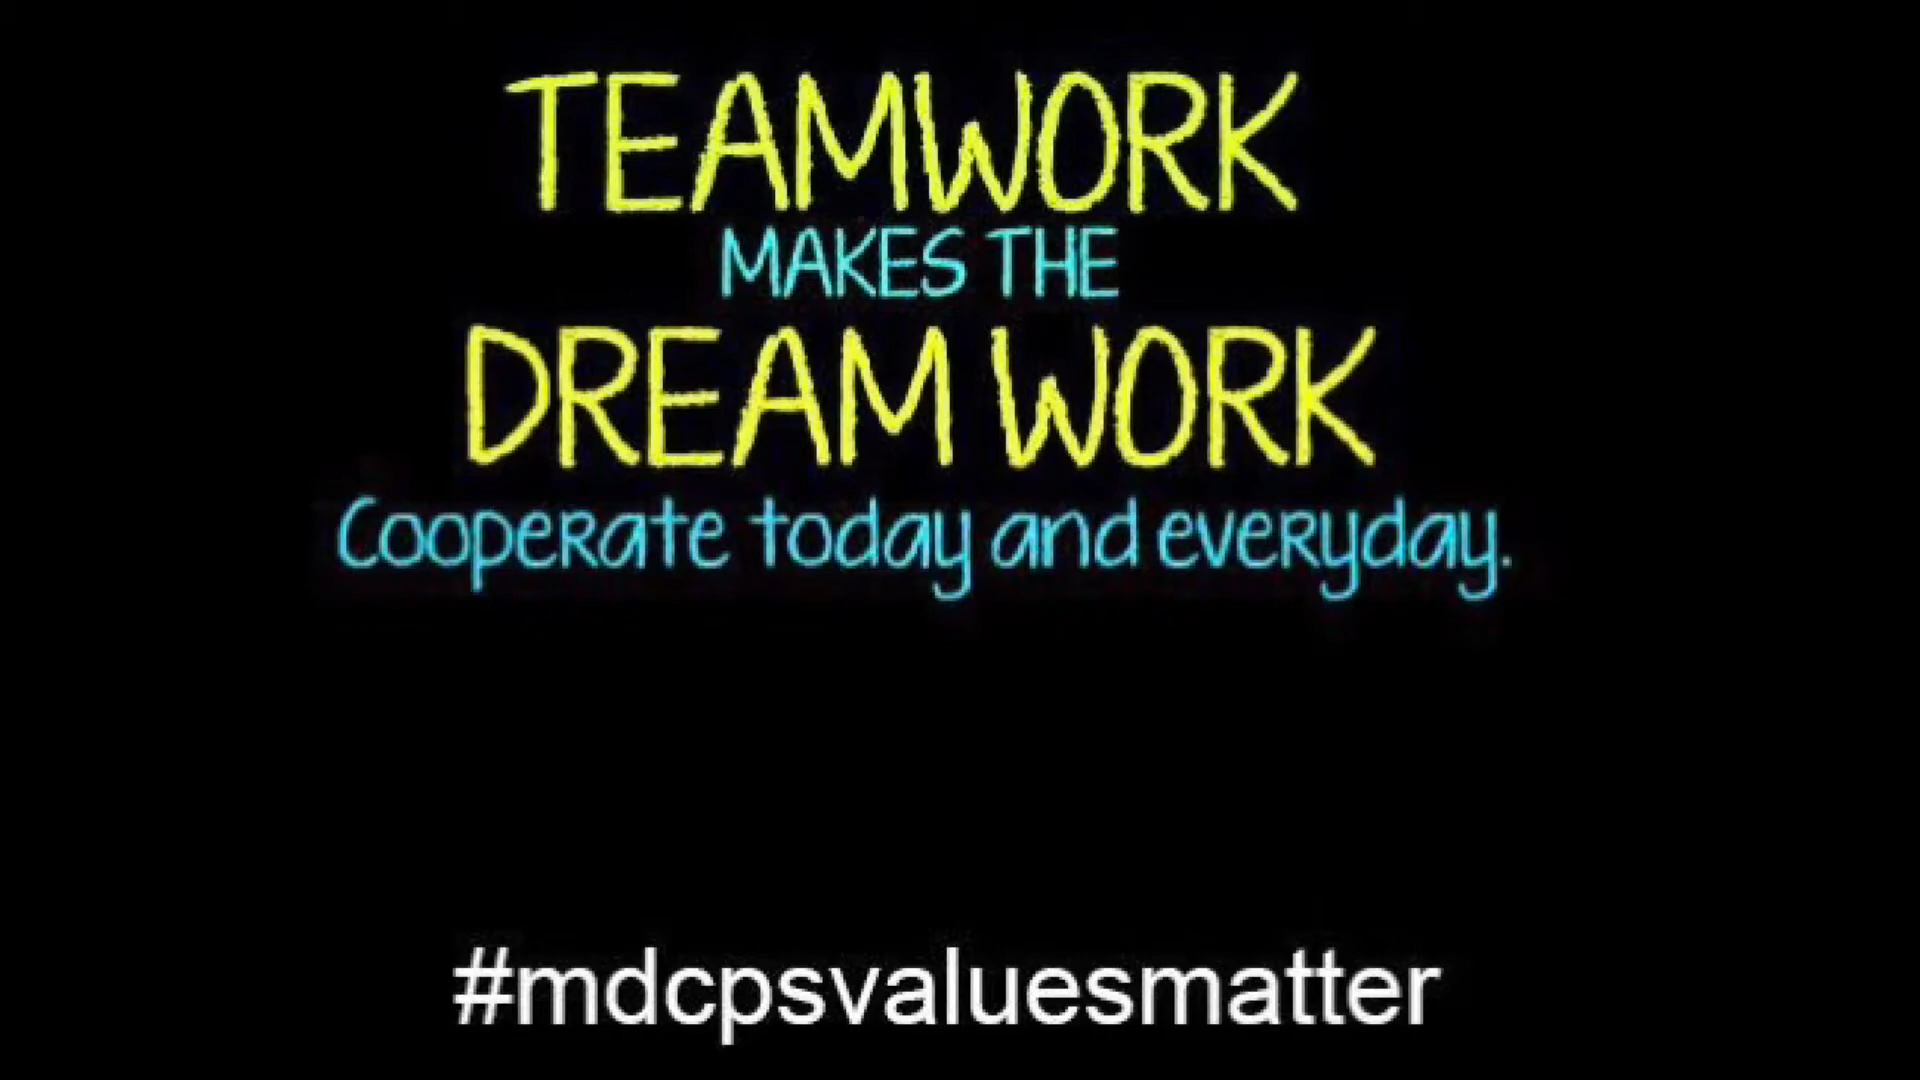 TEAMWORK
MAKES THE
DREAM WORK
Cooperate today and everyday.
#mdcpsvaluesmatter